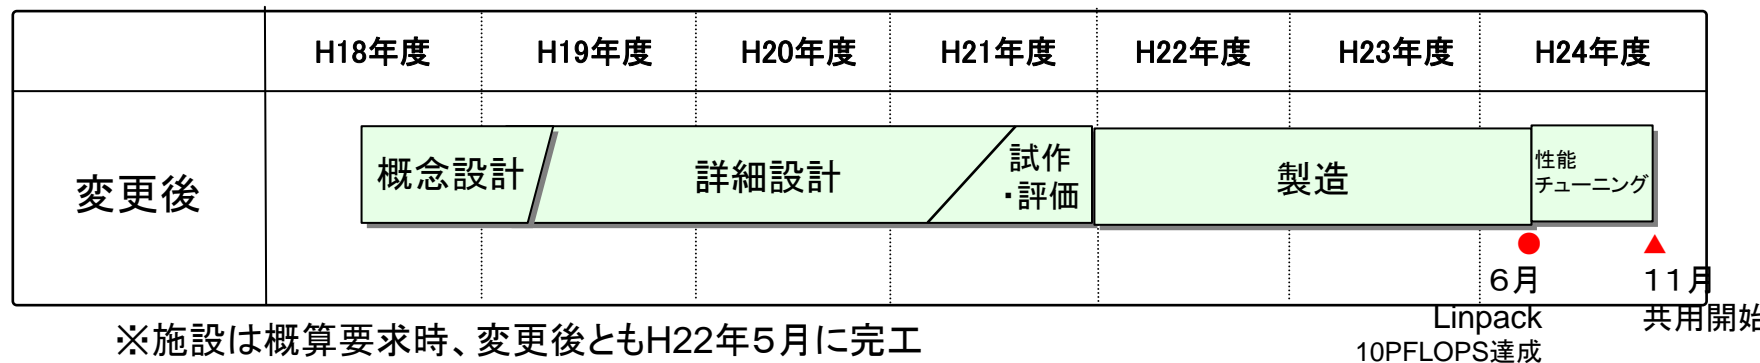 H18年度 H19年度 H20年度 H21年度 H22年度 H23年度 H24年度
変更後
概念設計
詳細設計
試作
・評価
製造
性能
チューニング
●
▲
6月
Linpack
10PFLOPS達成
11月
共用開始
※施設は概算要求時、変更後ともH22年5月に完工